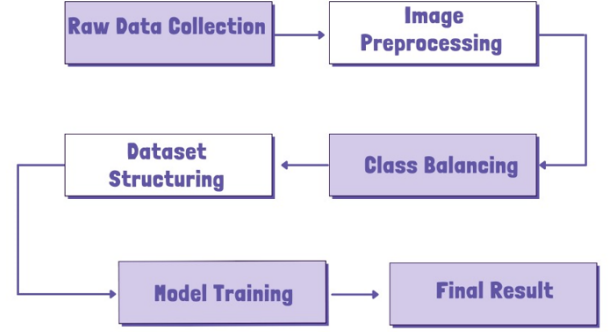 Raw Data Collection
Image
Preprocessing
Class Balancing
Dataset
Structuring
Model Training
Final Result